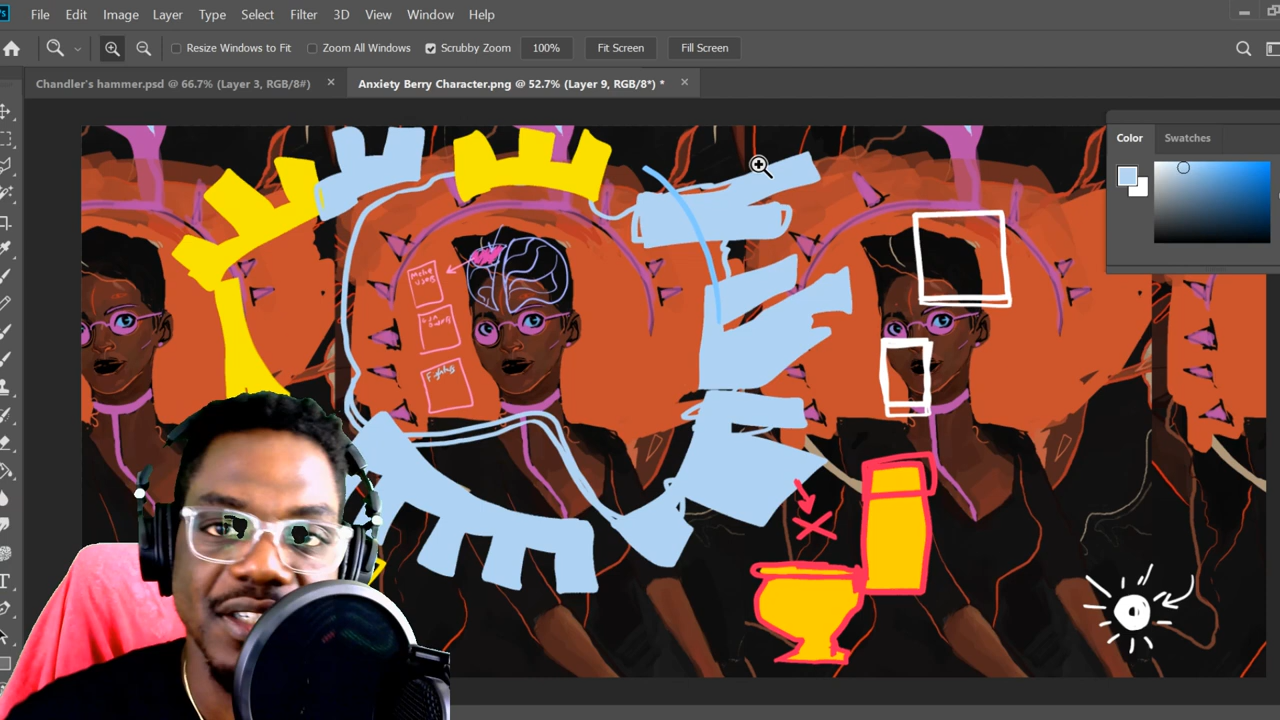 Ps
File Edit Image Layer Type Select Filter 3D View Window Help
Resize Windows to Fit Zoom All Windows Scrubby Zoom 100% Fit Screen Fill Screen
Chandler's hammer.psd @ 66.7% (Layer 3, RGB/8#) × Anxiety Berry Character.png @ 52.7% (Layer 9, RGB/8*) * ×
Color Swatches
T